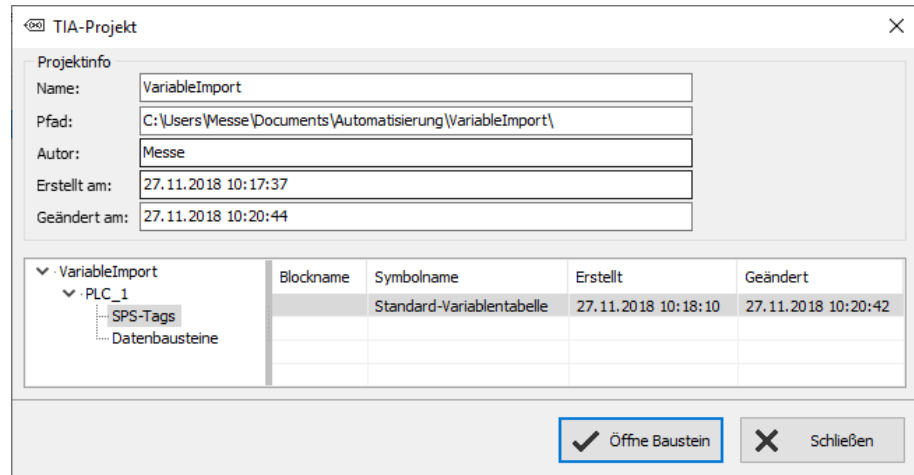 TIA-Projekt
Projektinfo
Name: VariableImport
Pfad: C:\Users\Messe\Documents\Automatisierung\VariableImport\
Autor: Messe
Erstellt am: 27.11.2018 10:17:37
Geändert am: 27.11.2018 10:20:44
VariableImport
PLC_1
SPS-Tags
Datenbausteine
Blockname Symbolname Erstellt Geändert
Standard-Variablentabelle 27.11.2018 10:18:10 27.11.2018 10:20:42
Öffne Baustein Schließen